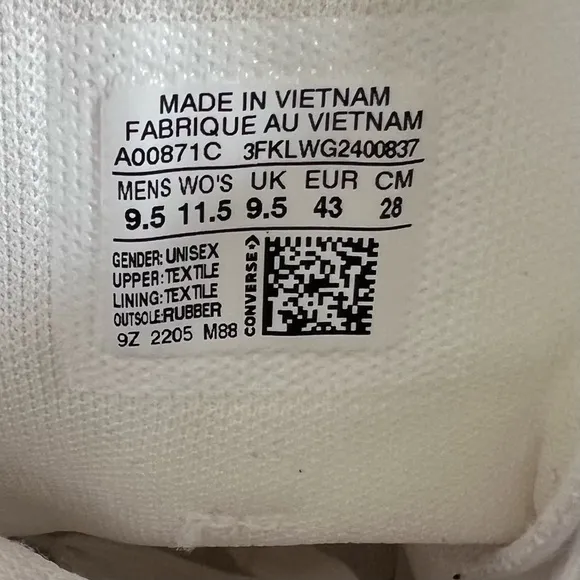 MADE IN VIETNAM
FABRIQUE AU VIETNAM
A00871C 3FKLWG2400837
MENS WO'S UK EUR CM
9.5 11.5 9.5 43 28
GENDER: UNISEX
UPPER: TEXTILE
LINING: TEXTILE
OUTSOLE:RUBBER
9Z 2205 M88
CONVERSE